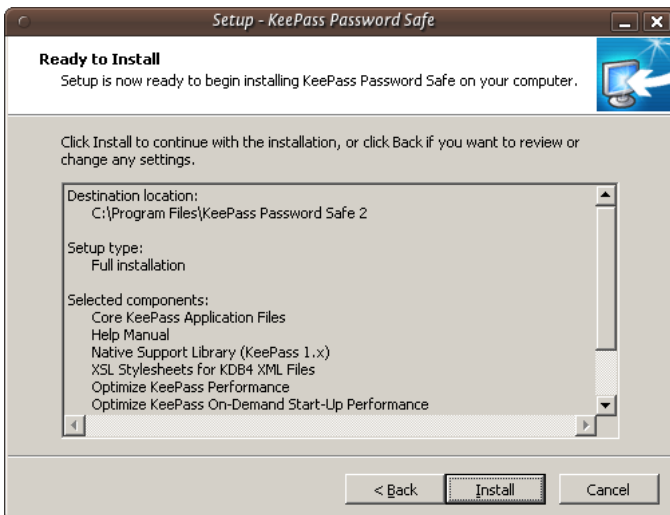 Setup - KeePass Password Safe
Ready to Install
Setup is now ready to begin installing KeePass Password Safe on your computer.
Click Install to continue with the installation, or click Back if you want to review or
change any settings.
Destination location:
C:\Program Files\KeePass Password Safe 2
Setup type:
Full installation
Selected components:
Core KeePass Application Files
Help Manual
Native Support Library (KeePass 1.x)
XSL Stylesheets for KDB4 XML Files
Optimize KeePass Performance
Optimize KeePass On-Demand Start-Up Performance
< Back
Install
Cancel